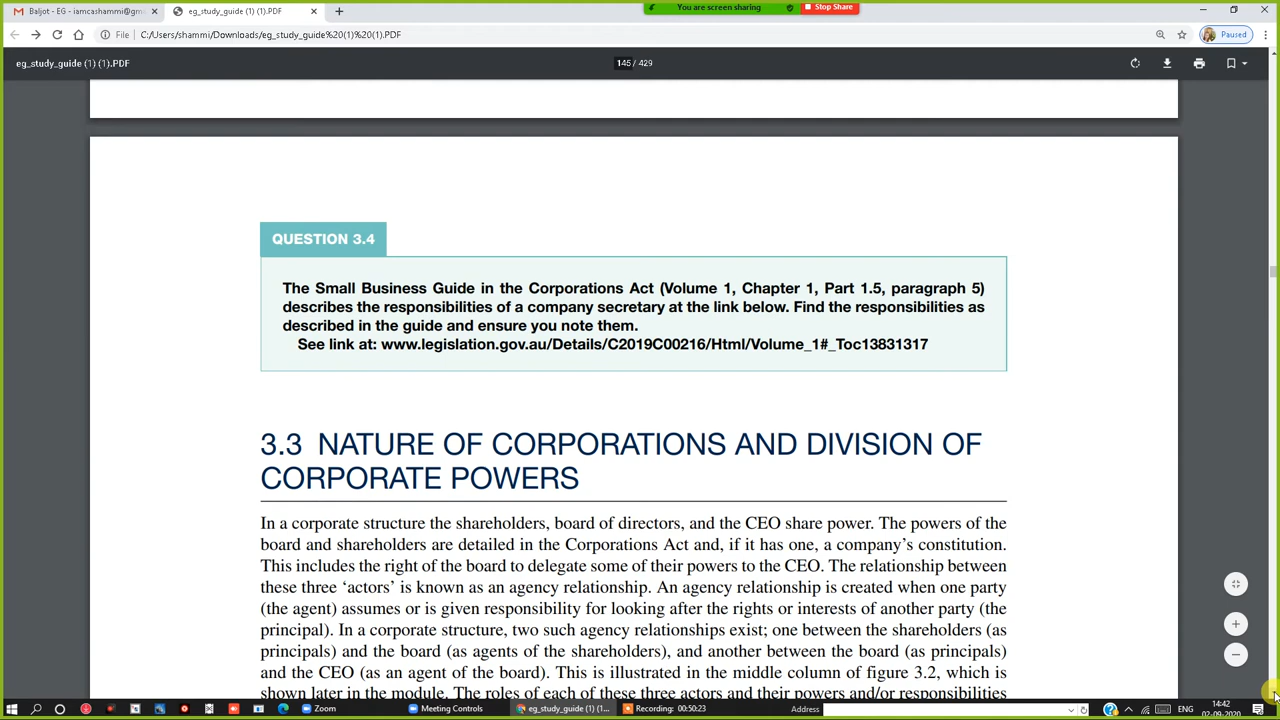 Baljot - EG - iamcashammi@gm
eg_study_guide (1) (1).PDF
You are screen sharing
Stop Share
File
C:/Users/shammi/Downloads/eg_study_guide%20(1)%20(1).PDF
Paused
eg_study_guide (1) (1).PDF
145 / 429
QUESTION 3.4
The Small Business Guide in the Corporations Act (Volume 1, Chapter 1, Part 1.5, paragraph 5)
describes the responsibilities of a company secretary at the link below. Find the responsibilities as
described in the guide and ensure you note them.
See link at: www.legislation.gov.au/Details/C2019C00216/Html/Volume_1#_Toc13831317
3.3 NATURE OF CORPORATIONS AND DIVISION OF
CORPORATE POWERS
In a corporate structure the shareholders, board of directors, and the CEO share power. The powers of the
board and shareholders are detailed in the Corporations Act and, if it has one, a company's constitution.
This includes the right of the board to delegate some of their powers to the CEO. The relationship between
these three 'actors' is known as an agency relationship. An agency relationship is created when one party
(the agent) assumes or is given responsibility for looking after the rights or interests of another party (the
principal). In a corporate structure, two such agency relationships exist; one between the shareholders (as
principals) and the board (as agents of the shareholders), and another between the board (as principals)
and the CEO (as an agent of the board). This is illustrated in the middle column of figure 3.2, which is
shown later in the module. The roles of each of these three actors and their powers and/or responsibilities
Zoom
Meeting Controls
eg_study_guide (1) (1...
Recording: 00:50:23
Address
ENG
14:42
02-09-2020